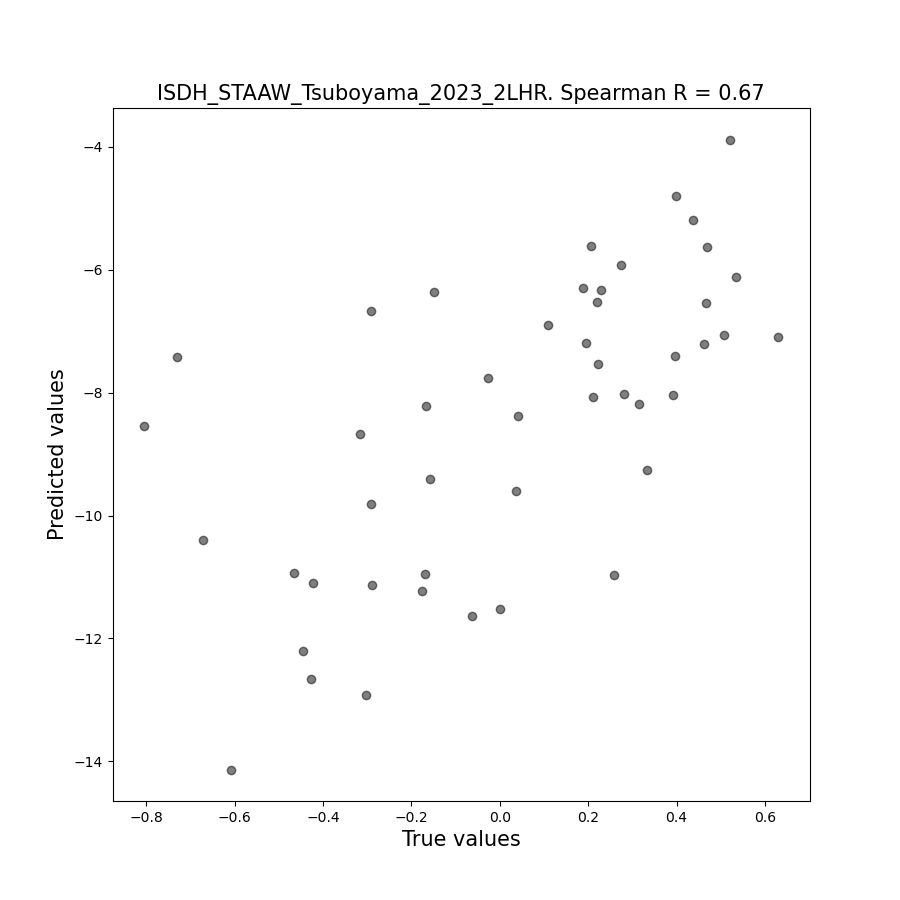 ISDH_STAAW_Tsuboyama_2023_2LHR. Spearman R = 0.67
−4
−6
−8
−10
−12
−14
Predicted values
−0.8 −0.6 −0.4 −0.2 0.0 0.2 0.4 0.6
True values